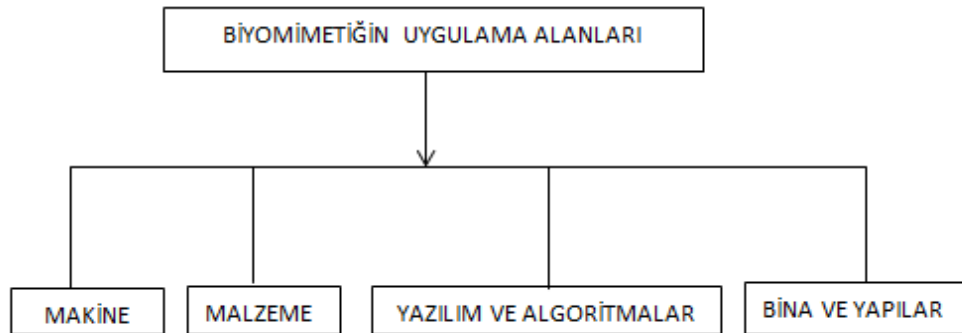 BİYOMİMETİĞİN UYGULAMA ALANLARI
MAKİNE
MALZEME
YAZILIM VE ALGORİTMALAR
BİNA VE YAPILAR